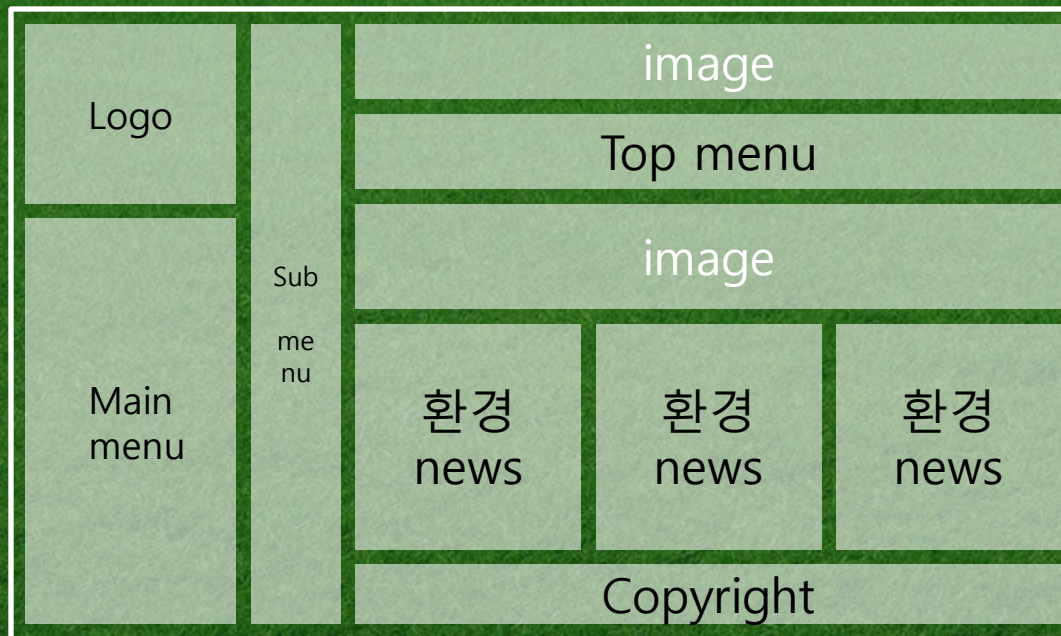 Logo
Main
menu
Sub
me
nu
image
Top menu
image
환경
news
환경
news
환경
news
Copyright